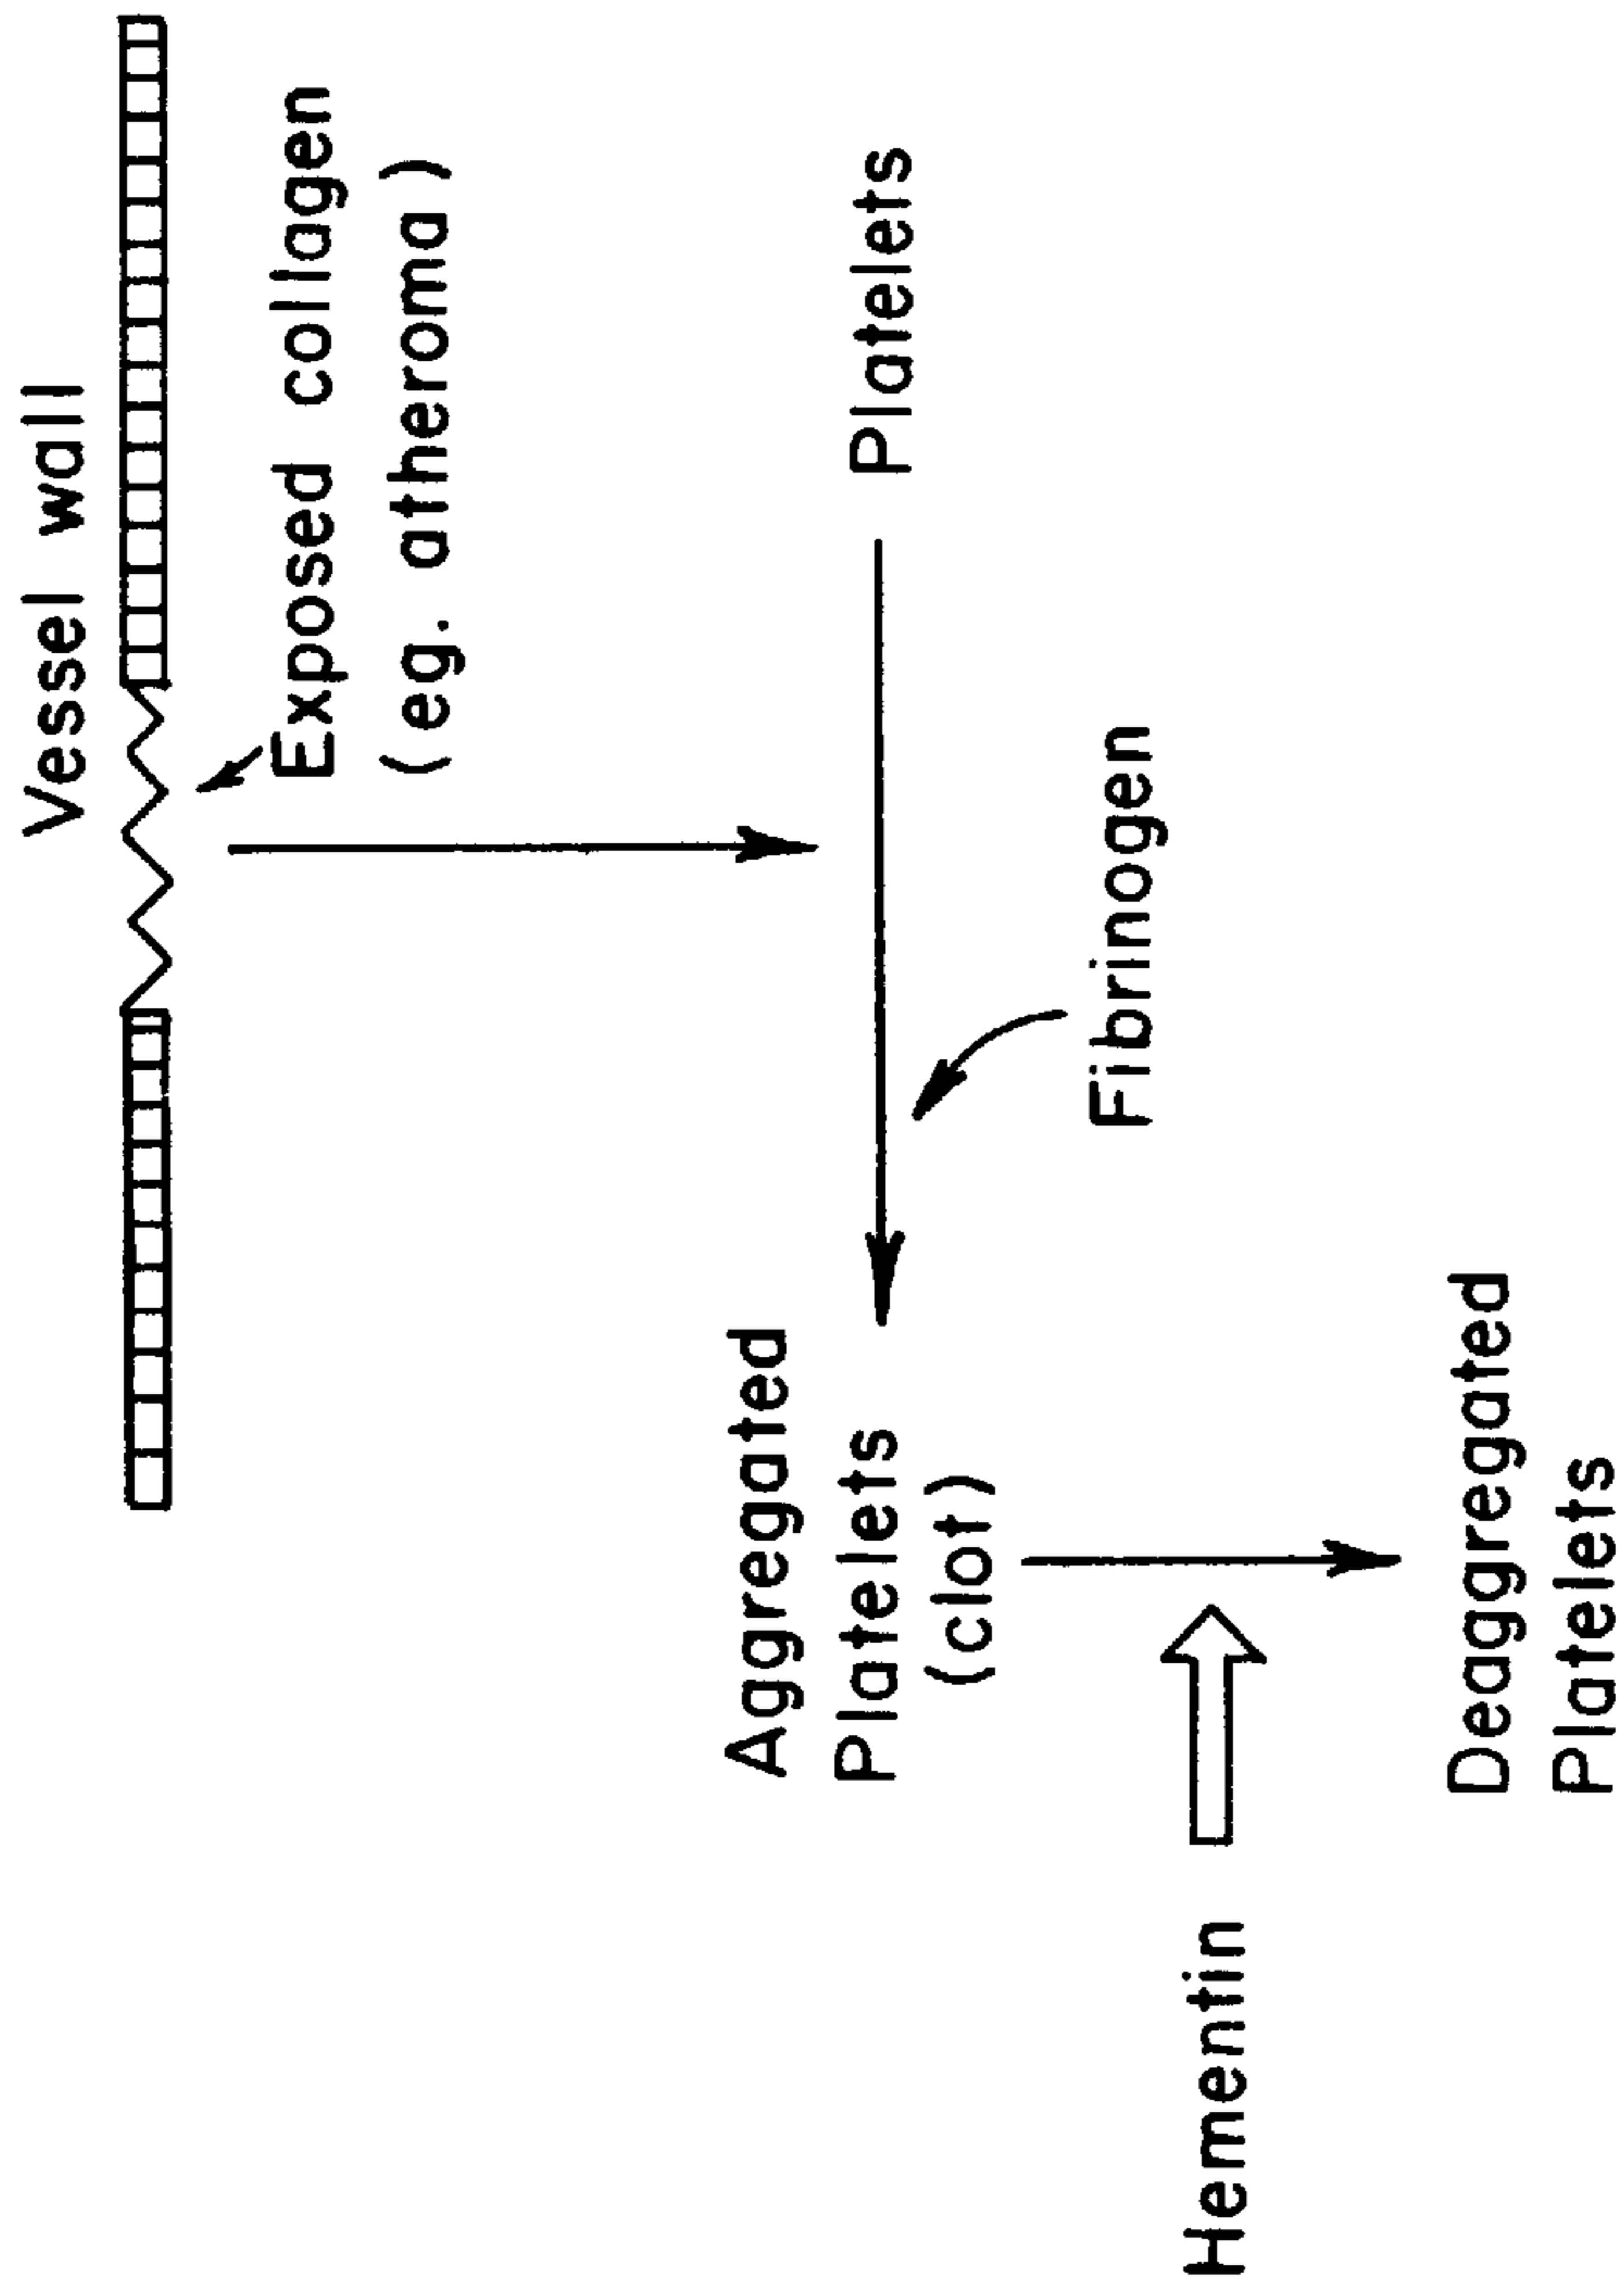 Vessel wall
Exposed collagen
(eg. atheroma)
Aggregated
Platelets
(clot)
Platelets
Fibrinogen
Hementin
Deaggregated
Platelets